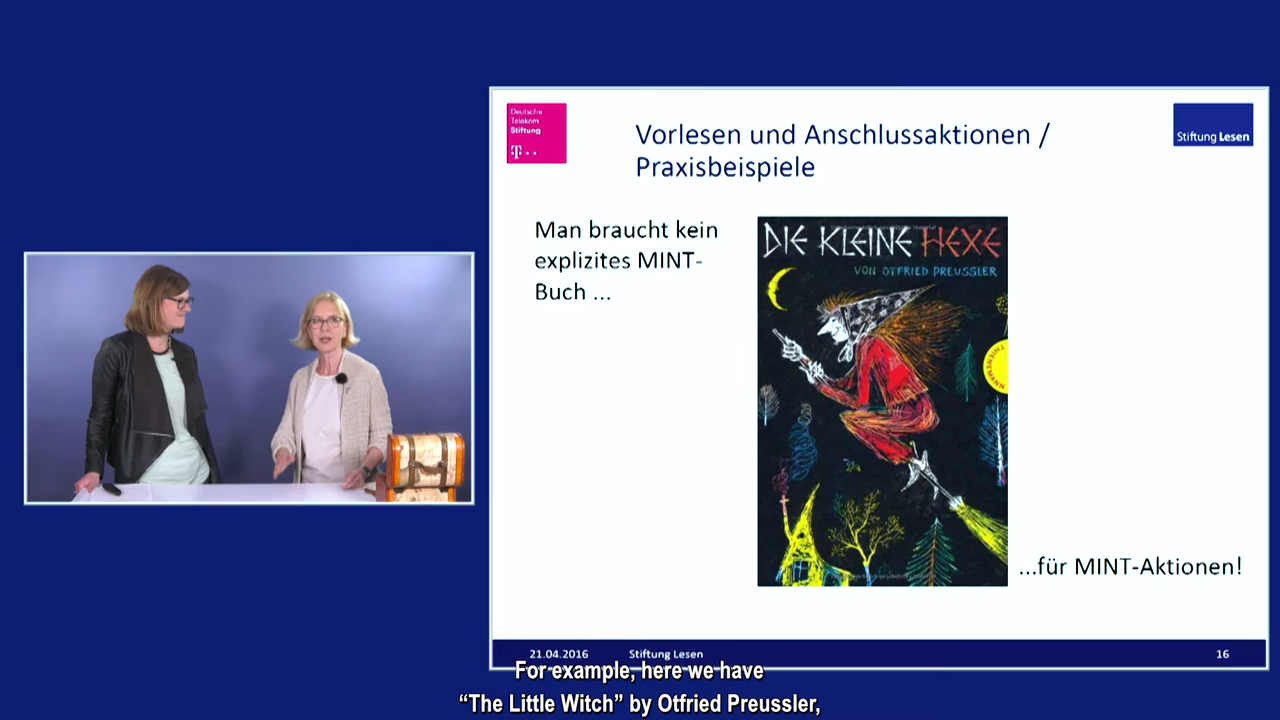 Deutsche
Telekom
Stiftung
Vorlesen und Anschlussaktionen /
Praxisbeispiele
Stiftung Lesen
Man braucht kein
explizites MINT-
Buch ...
DIE KLEINE HEXE
VON OTFRIED PREUSSLER
THIENEMANN
...für MINT-Aktionen!
21.04.2016
Stiftung Lesen
16
For example, here we have
“The Little Witch” by Otfried Preussler,